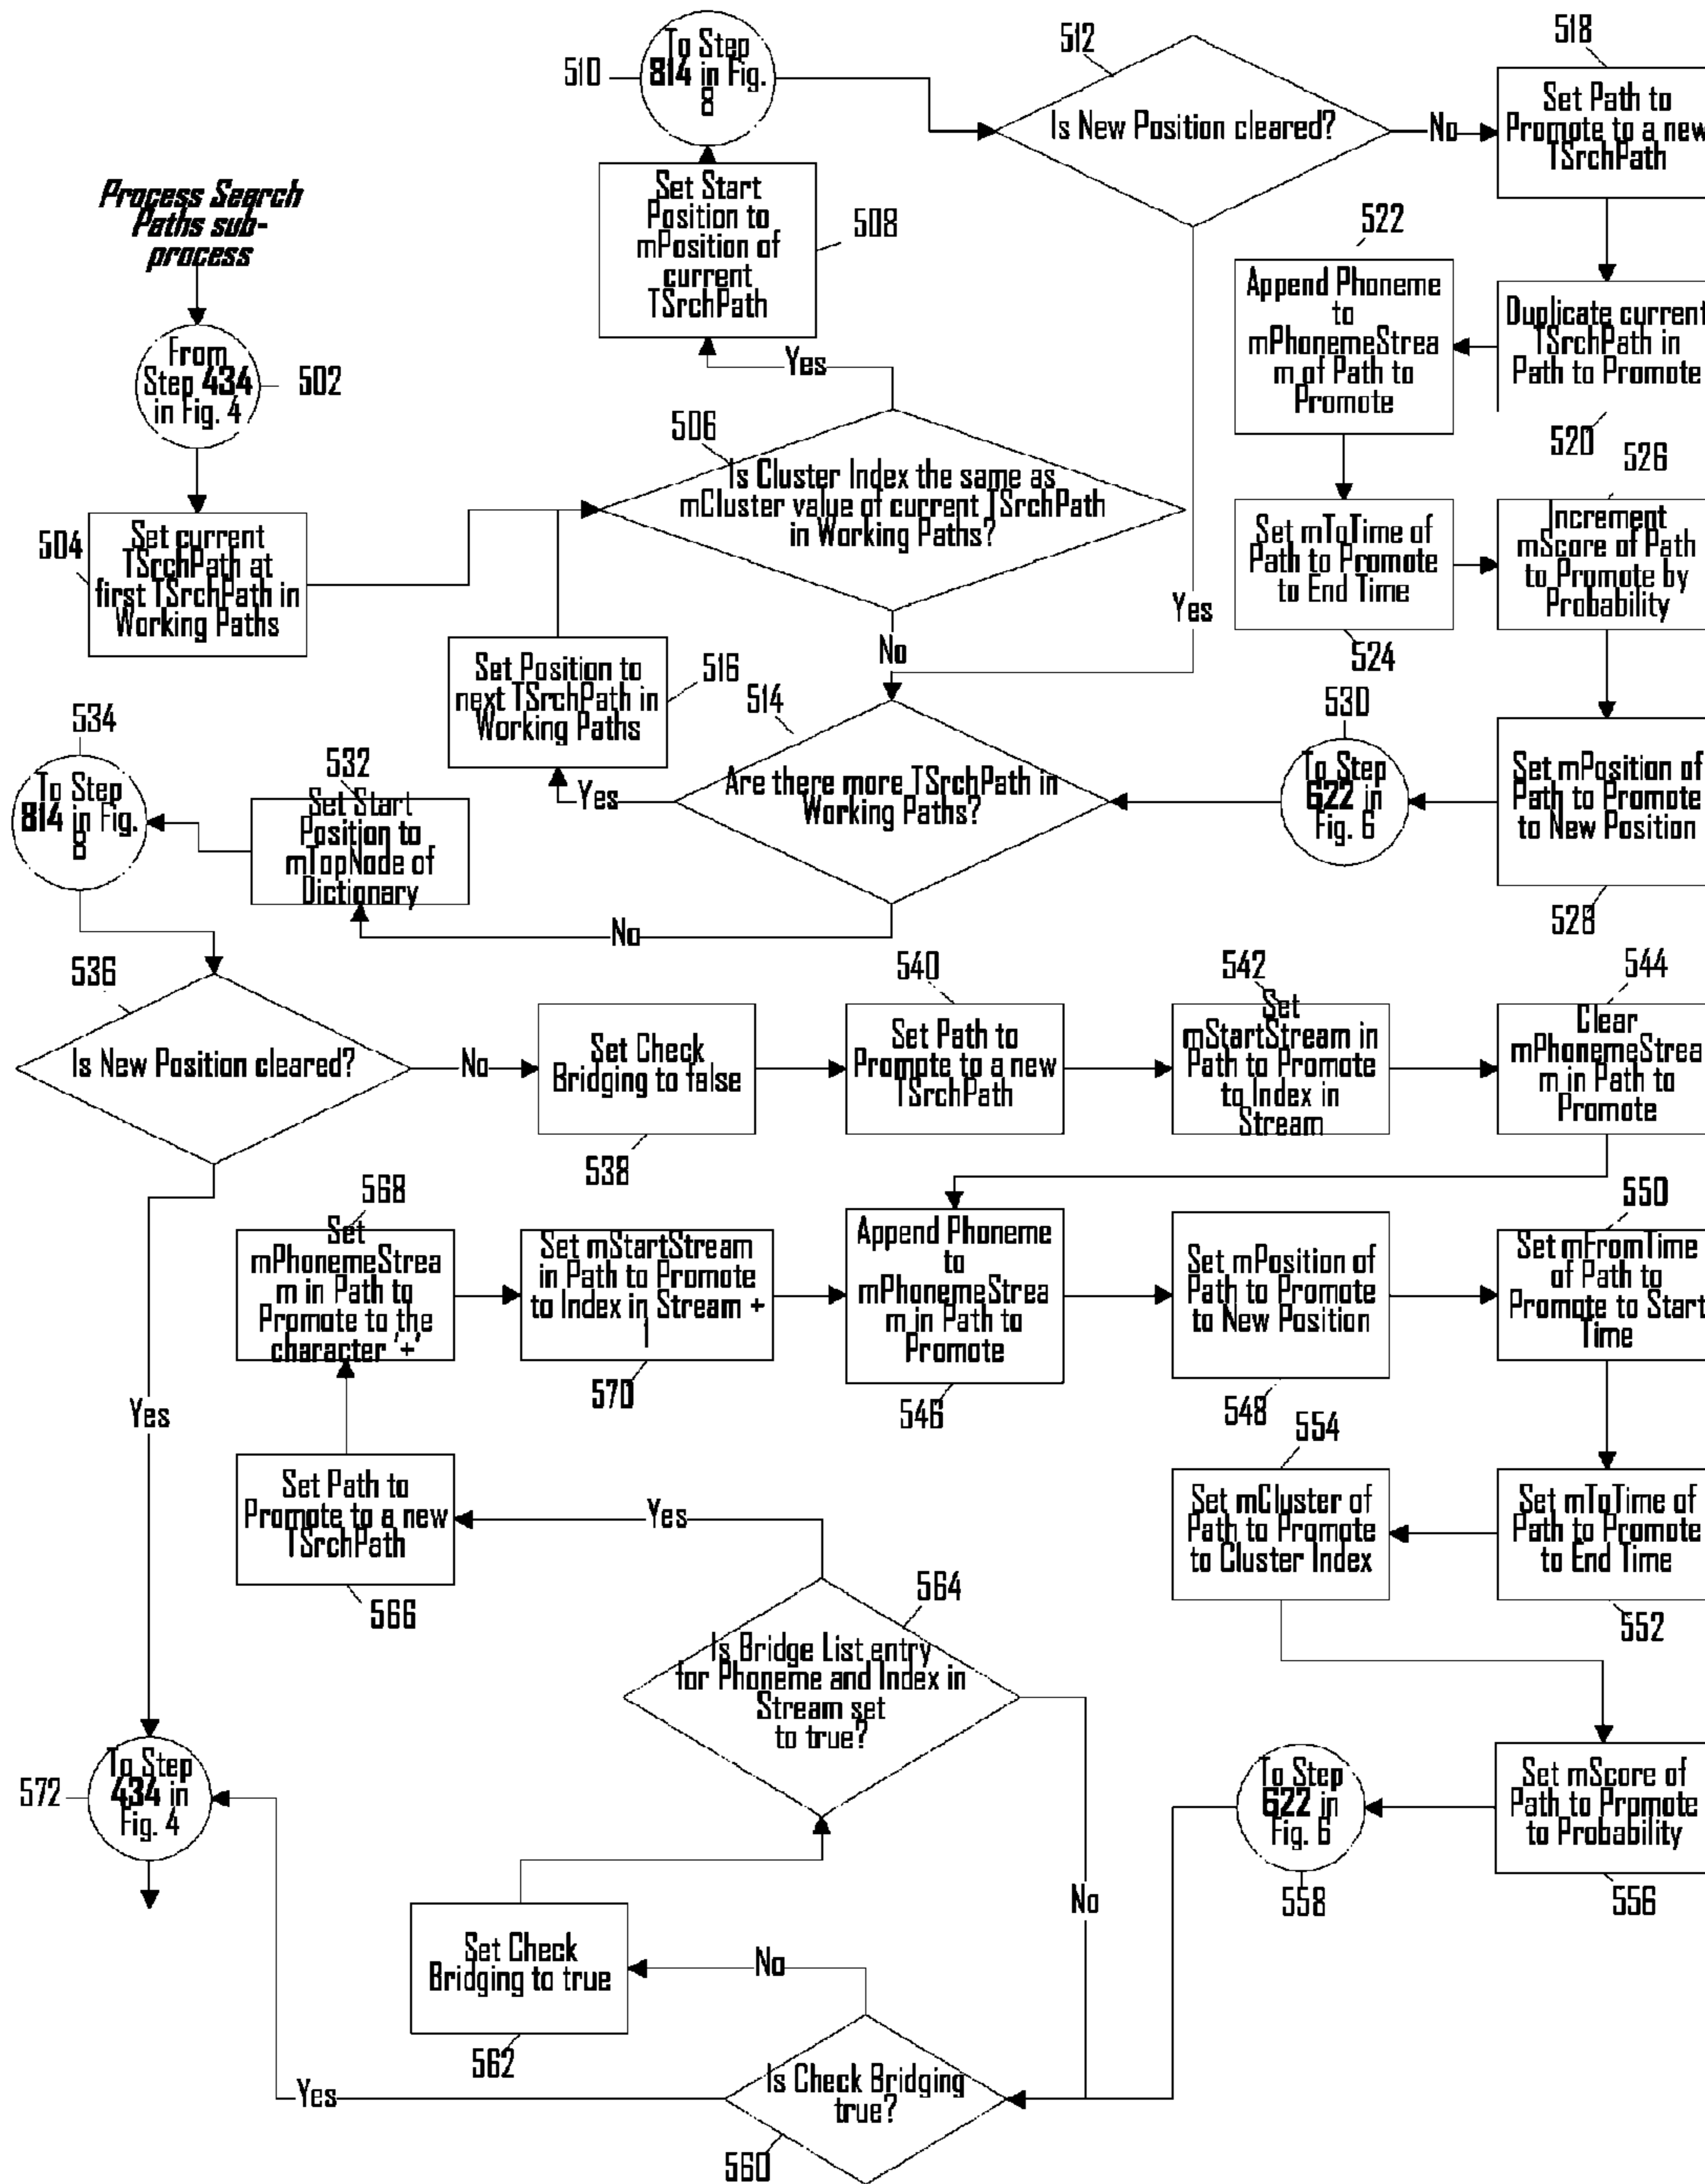 Process Search
Paths sub-
process
From
Step 434
in Fig. 4
502
504
Set current
TSrchPath at
first TSrchPath in
Working Paths
506
Is Cluster Index the same as
mCluster value of current TSrchPath
in Working Paths?
Yes
No
Set Start
Position to
mPosition of
current
TSrchPath
508
510
To Step
814 in Fig.
8
512
Is New Position cleared?
No
Yes
518
Set Path to
Promote to a new
TSrchPath
Duplicate current
TSrchPath in
Path to Promote
520
522
Append Phoneme
to
mPhonemeStrea
m of Path to
Promote
Set mToTime of
Path to Promote
to End Time
524
526
Increment
mScore of Path
to Promote by
Probability
Set mPosition of
Path to Promote
to New Position
528
530
To Step
622 in
Fig. 6
514
Are there more TSrchPath in
Working Paths?
Yes
No
Set Position to
next TSrchPath in
Working Paths
516
532
Set Start
Position to
mTopNode of
Dictionary
534
To Step
814 in Fig.
8
536
Is New Position cleared?
No
Yes
Set Check
Bridging to false
538
540
Set Path to
Promote to a new
TSrchPath
542
Set
mStartStream in
Path to Promote
to Index in
Stream
544
Clear
mPhonemeStrea
m in Path to
Promote
568
Set
mPhonemeStrea
m in Path to
Promote to the
character '+'
Set mStartStream
in Path to Promote
to Index in Stream +
1
570
Append Phoneme
to
mPhonemeStrea
m in Path to
Promote
546
Set mPosition of
Path to Promote
to New Position
548
550
Set mFromTime
of Path to
Promote to Start
Time
Set mToTime of
Path to Promote
to End Time
552
554
Set mCluster of
Path to Promote
to Cluster Index
Set mScore of
Path to Promote
to Probability
556
To Step
622 in
Fig. 6
558
Set Path to
Promote to a new
TSrchPath
566
Yes
564
Is Bridge List entry
for Phoneme and Index in
Stream set
to true?
No
572
To Step
434 in
Fig. 4
Set Check
Bridging to true
562
No
Is Check Bridging
true?
560
Yes